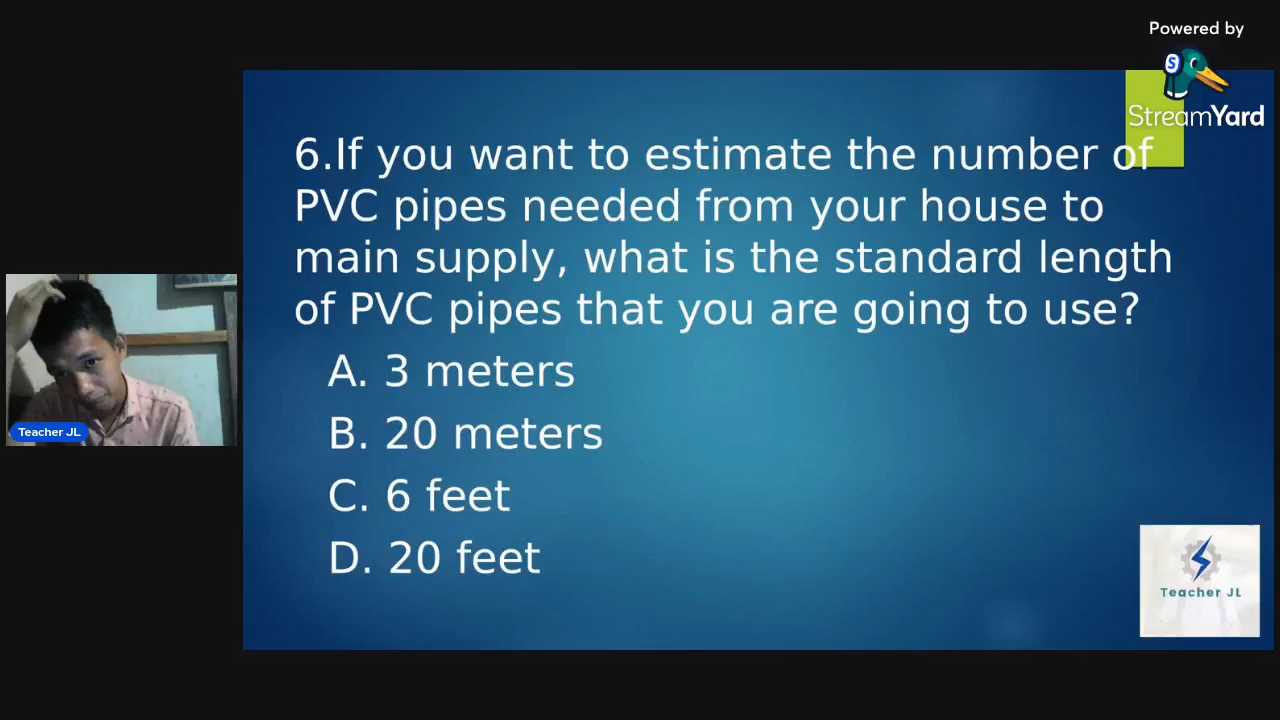 Powered by
StreamYard
6.If you want to estimate the number of
PVC pipes needed from your house to
main supply, what is the standard length
of PVC pipes that you are going to use?
A. 3 meters
B. 20 meters
C. 6 feet
D. 20 feet
Teacher JL
Teacher JL